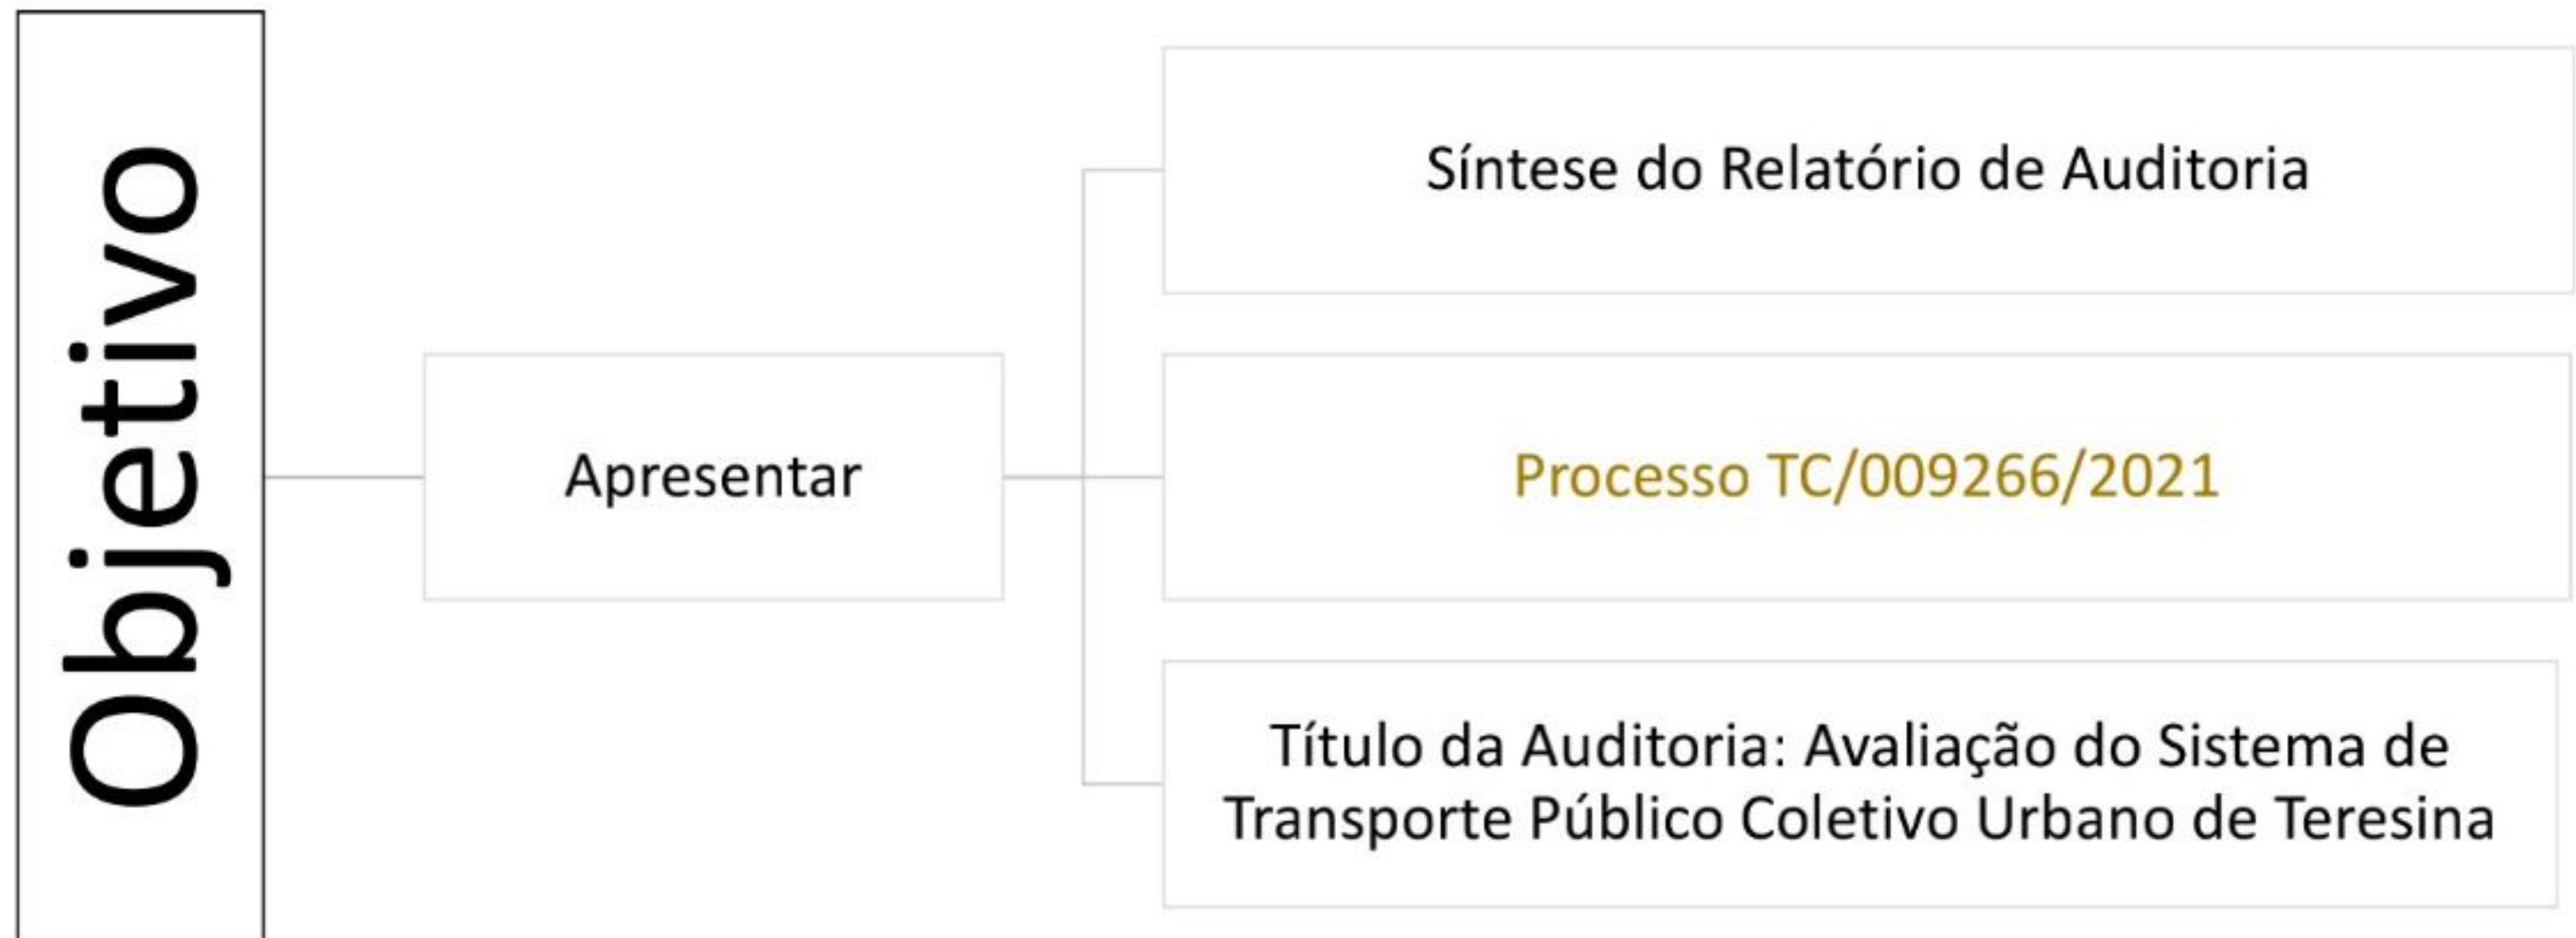 Objetivo
Apresentar
Síntese do Relatório de Auditoria
Processo TC/009266/2021
Título da Auditoria: Avaliação do Sistema de
Transporte Público Coletivo Urbano de Teresina